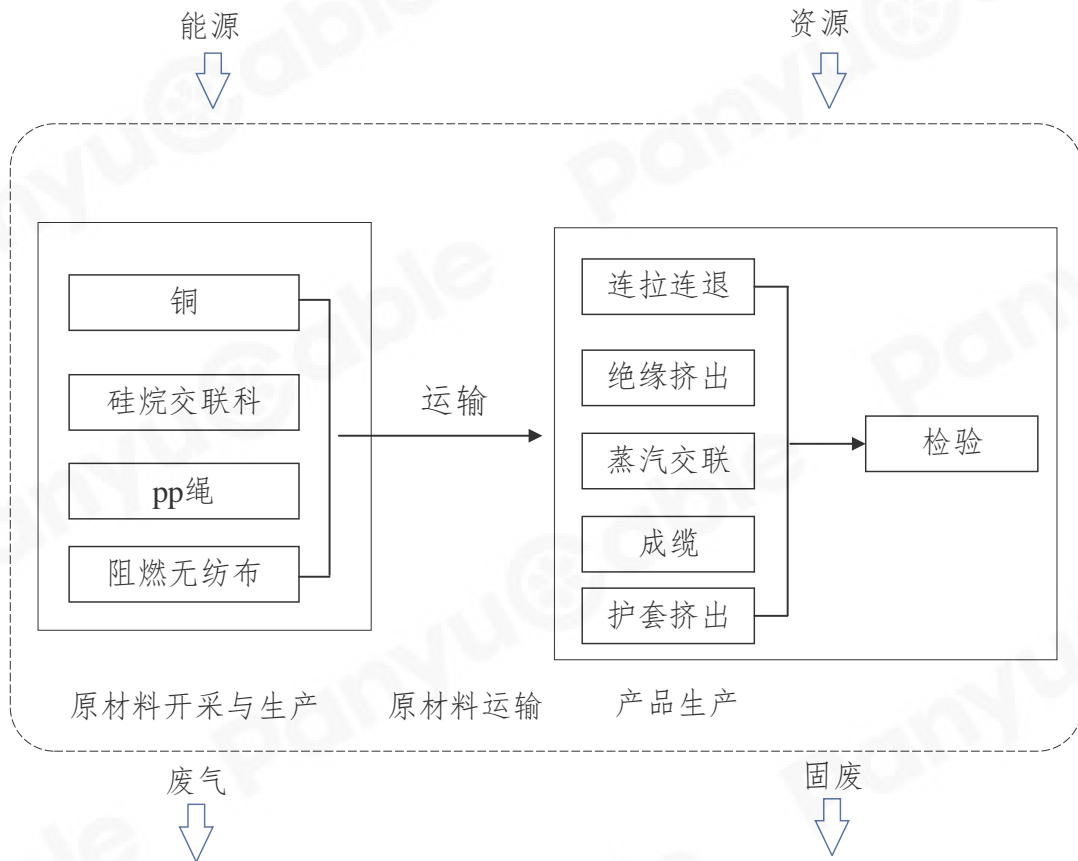 能源
资源
铜
硅烷交联科
pp绳
阻燃无纺布
运输
连拉连退
绝缘挤出
蒸汽交联
成缆
护套挤出
检验
原材料开采与生产
原材料运输
产品生产
废气
固废
Panyu Cable